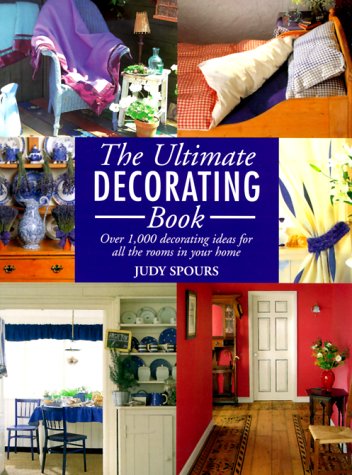 The Ultimate
DECORATING
Book
Over 1,000 decorating ideas for
all the rooms in your home
JUDY SPOURS